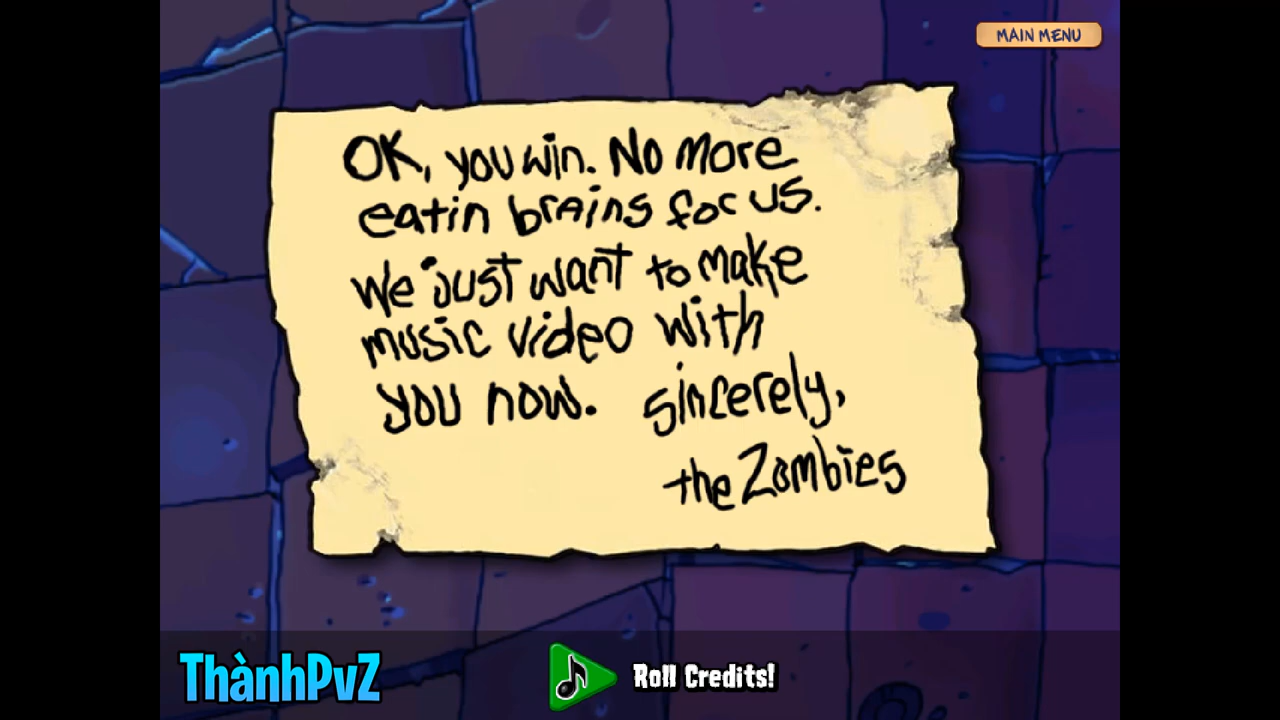 MAIN MENU
OK, you win. No more
eatin brains for us.
We just want to make
music video with
you now. sincerely,
the Zombies
ThànhPvZ
Roll Credits!